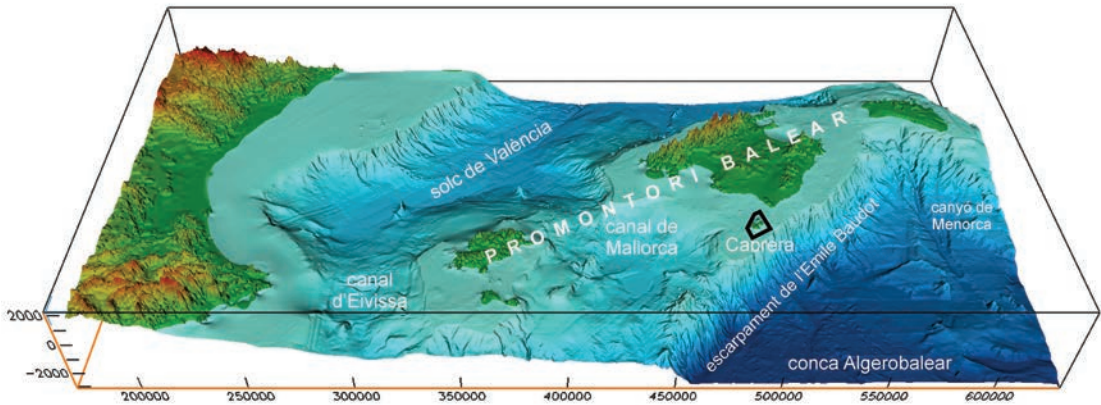 solc de València
PROMONTORI BALEAR
canal de
Mallorca
Cabrera
canyó de
Menorca
canal
d'Eivissa
escarpament de l'Emile Baudot
conca Algerobalear
2000
0
-2000
200000
250000
300000
350000
400000
450000
500000
550000
600000